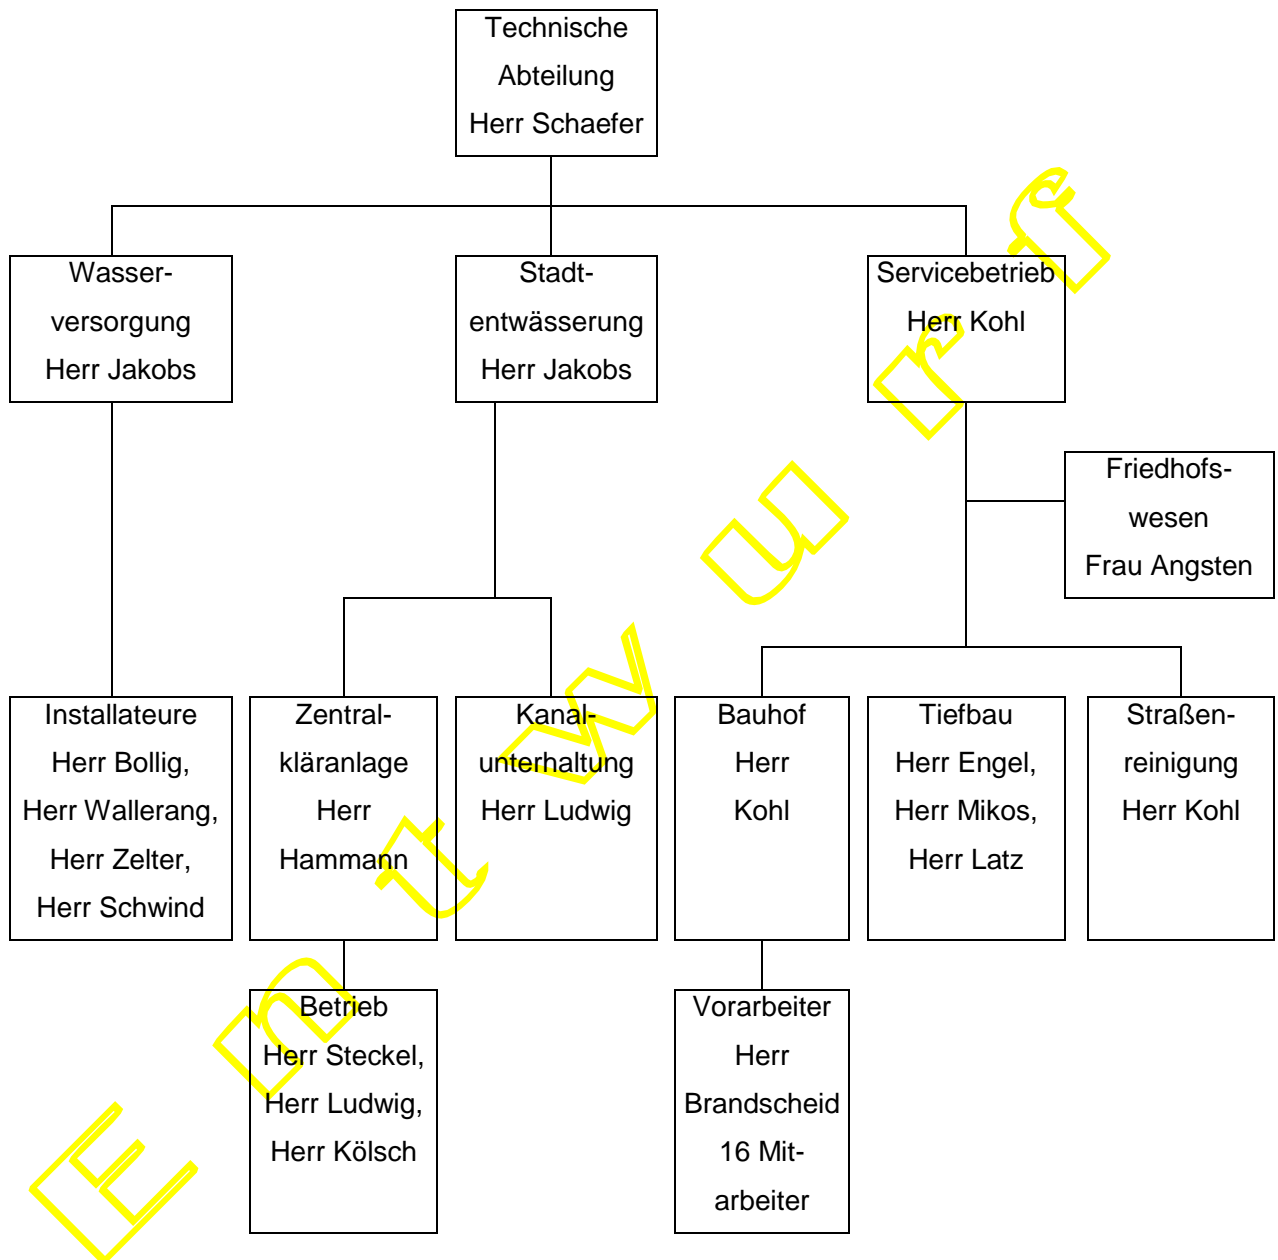 Technische
Abteilung
Herr Schaefer
Wasser-
versorgung
Herr Jakobs
Stadt-
entwässerung
Herr Jakobs
Servicebetrieb
Herr Kohl
Friedhofs-
wesen
Frau Angsten
Installateure
Herr Bollig,
Herr Wallerang,
Herr Zelter,
Herr Schwind
Zentral-
kläranlage
Herr
Hammann
Kanal-
unterhaltung
Herr Ludwig
Bauhof
Herr
Kohl
Tiefbau
Herr Engel,
Herr Mikos,
Herr Latz
Straßen-
reinigung
Herr Kohl
Betrieb
Herr Steckel,
Herr Ludwig,
Herr Kölsch
Vorarbeiter
Herr
Brandscheid
16 Mit-
arbeiter
Entwurf